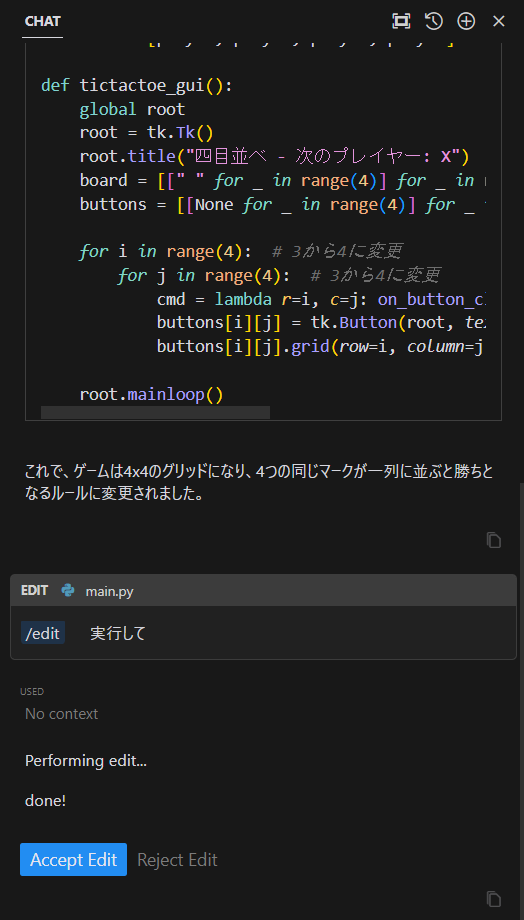 CHAT
def tictactoe_gui():
global root
root = tk.Tk()
root.title("四目並べ - 次のプレイヤー: X")
board = [[" " for _ in range(4)] for _ in
buttons = [[None for _ in range(4)] for _
for i in range(4):  # 3から4に変更
for j in range(4):  # 3から4に変更
cmd = lambda r=i, c=j: on_button_c
buttons[i][j] = tk.Button(root, te
buttons[i][j].grid(row=i, column=j
root.mainloop()
これで、ゲームは4x4のグリッドになり、4つの同じマークが一列に並ぶと勝ちと
なるルールに変更されました。
EDIT main.py
/edit 実行して
USED
No context
Performing edit...
done!
Accept Edit Reject Edit